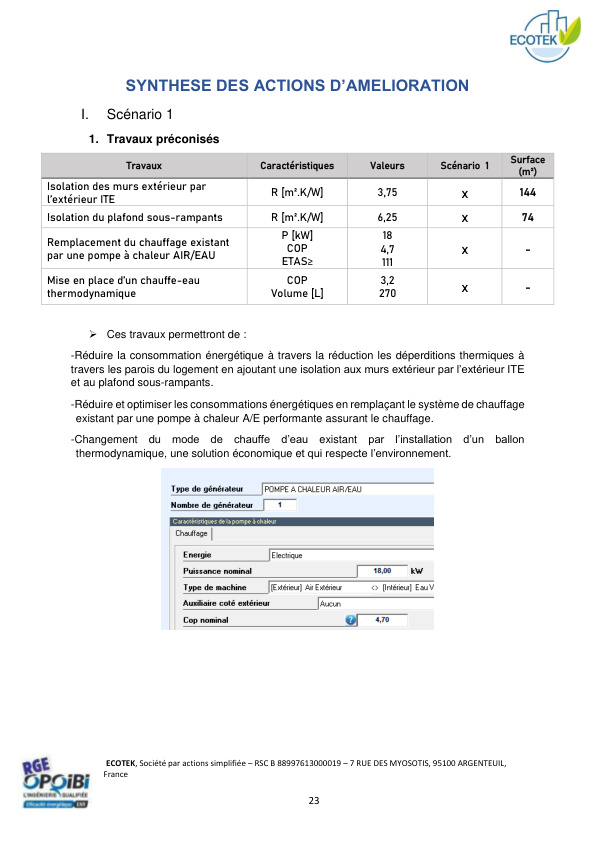 ECOTEK
SYNTHESE DES ACTIONS D'AMELIORATION
I. Scénario 1
1. Travaux préconisés
Travaux Caractéristiques Valeurs Scénario 1 Surface (m²)
Isolation des murs extérieur par l'extérieur ITE R [m².K/W] 3,75 X 144
Isolation du plafond sous-rampants R [m².K/W] 6,25 X 74
Remplacement du chauffage existant par une pompe à chaleur AIR/EAU P [kW] 18 X -
COP 4,7
ETAS≥ 111
Mise en place d'un chauffe-eau thermodynamique COP 3,2 X -
Volume [L] 270
➢ Ces travaux permettront de :
-Réduire la consommation énergétique à travers la réduction les déperditions thermiques à
travers les parois du logement en ajoutant une isolation aux murs extérieur par l'extérieur ITE
et au plafond sous-rampants.
-Réduire et optimiser les consommations énergétiques en remplaçant le système de chauffage
existant par une pompe à chaleur A/E performante assurant le chauffage.
-Changement du mode de chauffe d'eau existant par l'installation d'un ballon
thermodynamique, une solution économique et qui respecte l'environnement.
Type de générateur POMPE A CHALEUR AIR/EAU
Nombre de générateur 1
Caractéristiques de la pompe à chaleur
Chauffage
Energie Electrique
Puissance nominal 18,00 kW
Type de machine [Extérieur] Air Extérieur <> [Intérieur] Eau V
Auxiliaire coté extérieur Aucun
Cop nominal ? 4,70
RGE
OPQIBI
L'INGÉNIERIE QUALIFIÉE
Efficacité énergétique ENR
ECOTEK, Société par actions simplifiée – RSC B 88997613000019 – 7 RUE DES MYOSOTIS, 95100 ARGENTEUIL,
France
23